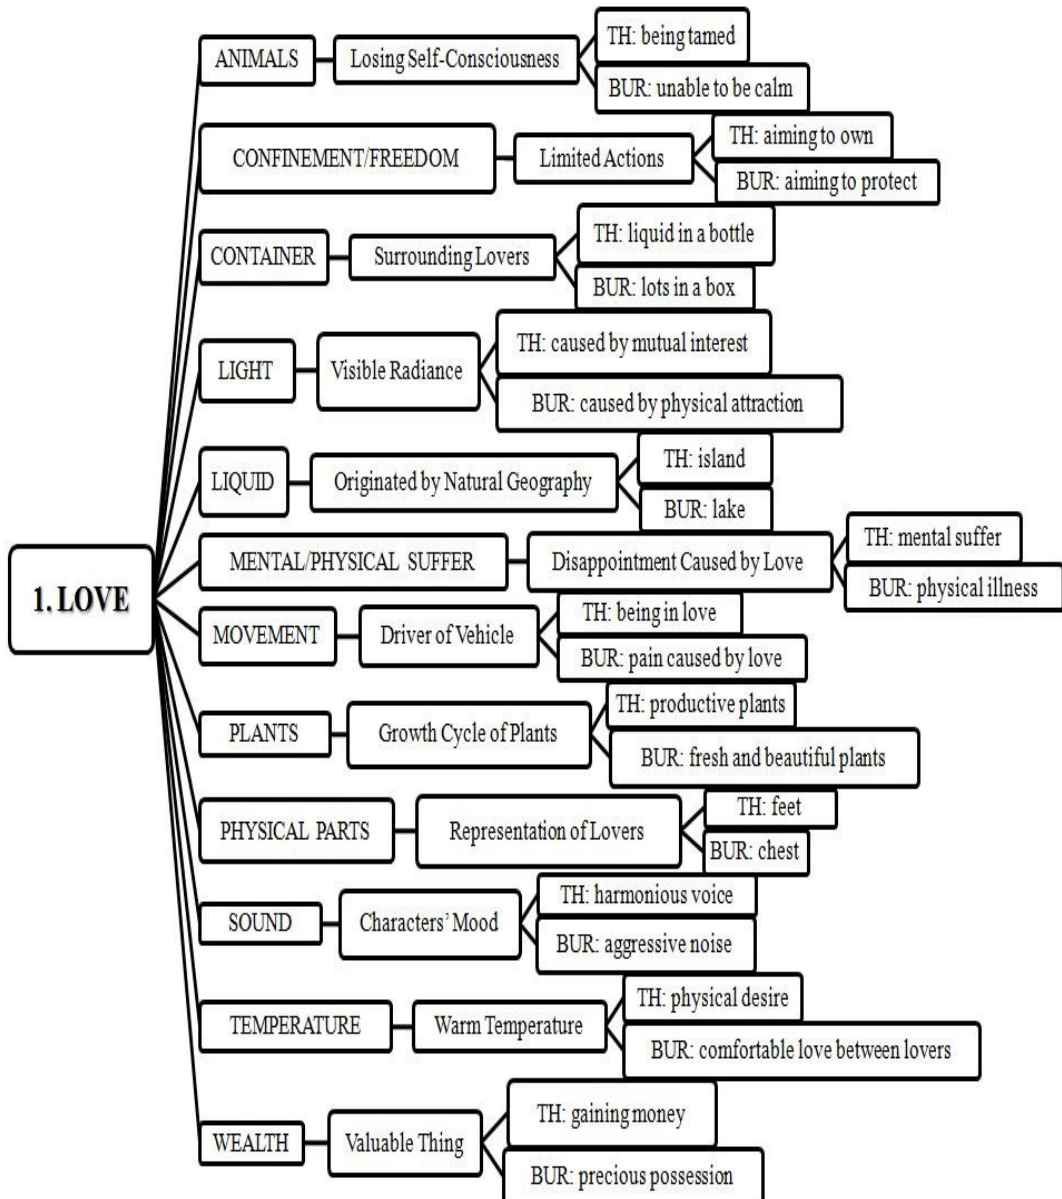 1. LOVE
ANIMALS
Losing Self-Consciousness
TH: being tamed
BUR: unable to be calm
CONFINEMENT/FREEDOM
Limited Actions
TH: aiming to own
BUR: aiming to protect
CONTAINER
Surrounding Lovers
TH: liquid in a bottle
BUR: lots in a box
LIGHT
Visible Radiance
TH: caused by mutual interest
BUR: caused by physical attraction
LIQUID
Originated by Natural Geography
TH: island
BUR: lake
MENTAL/PHYSICAL SUFFER
Disappointment Caused by Love
TH: mental suffer
BUR: physical illness
MOVEMENT
Driver of Vehicle
TH: being in love
BUR: pain caused by love
PLANTS
Growth Cycle of Plants
TH: productive plants
BUR: fresh and beautiful plants
PHYSICAL PARTS
Representation of Lovers
TH: feet
BUR: chest
SOUND
Characters’ Mood
TH: harmonious voice
BUR: aggressive noise
TEMPERATURE
Warm Temperature
TH: physical desire
BUR: comfortable love between lovers
WEALTH
Valuable Thing
TH: gaining money
BUR: precious possession